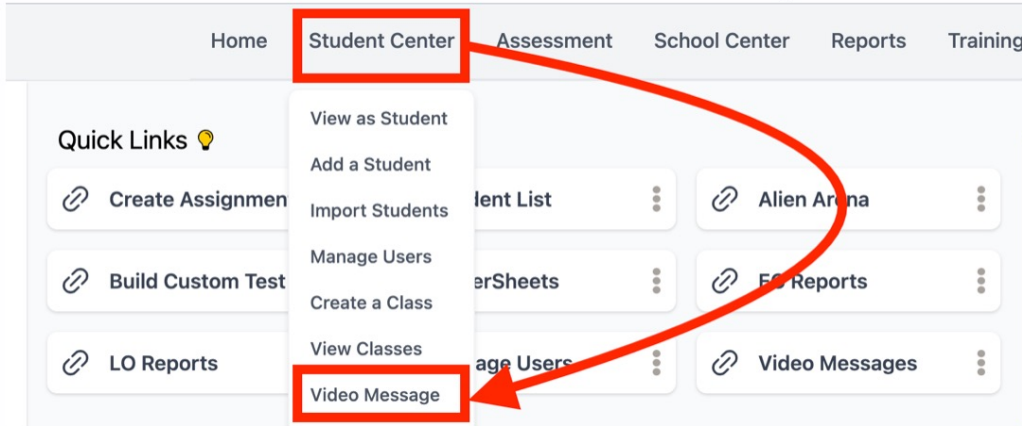 Home Student Center Assessment School Center Reports Training
View as Student
Quick Links
Add a Student
Create Assignmen dent List Alien Arena
Import Students
Manage Users
Build Custom Test erSheets Reports
Create a Class
View Classes
LO Reports age Users Video Messages
Video Message